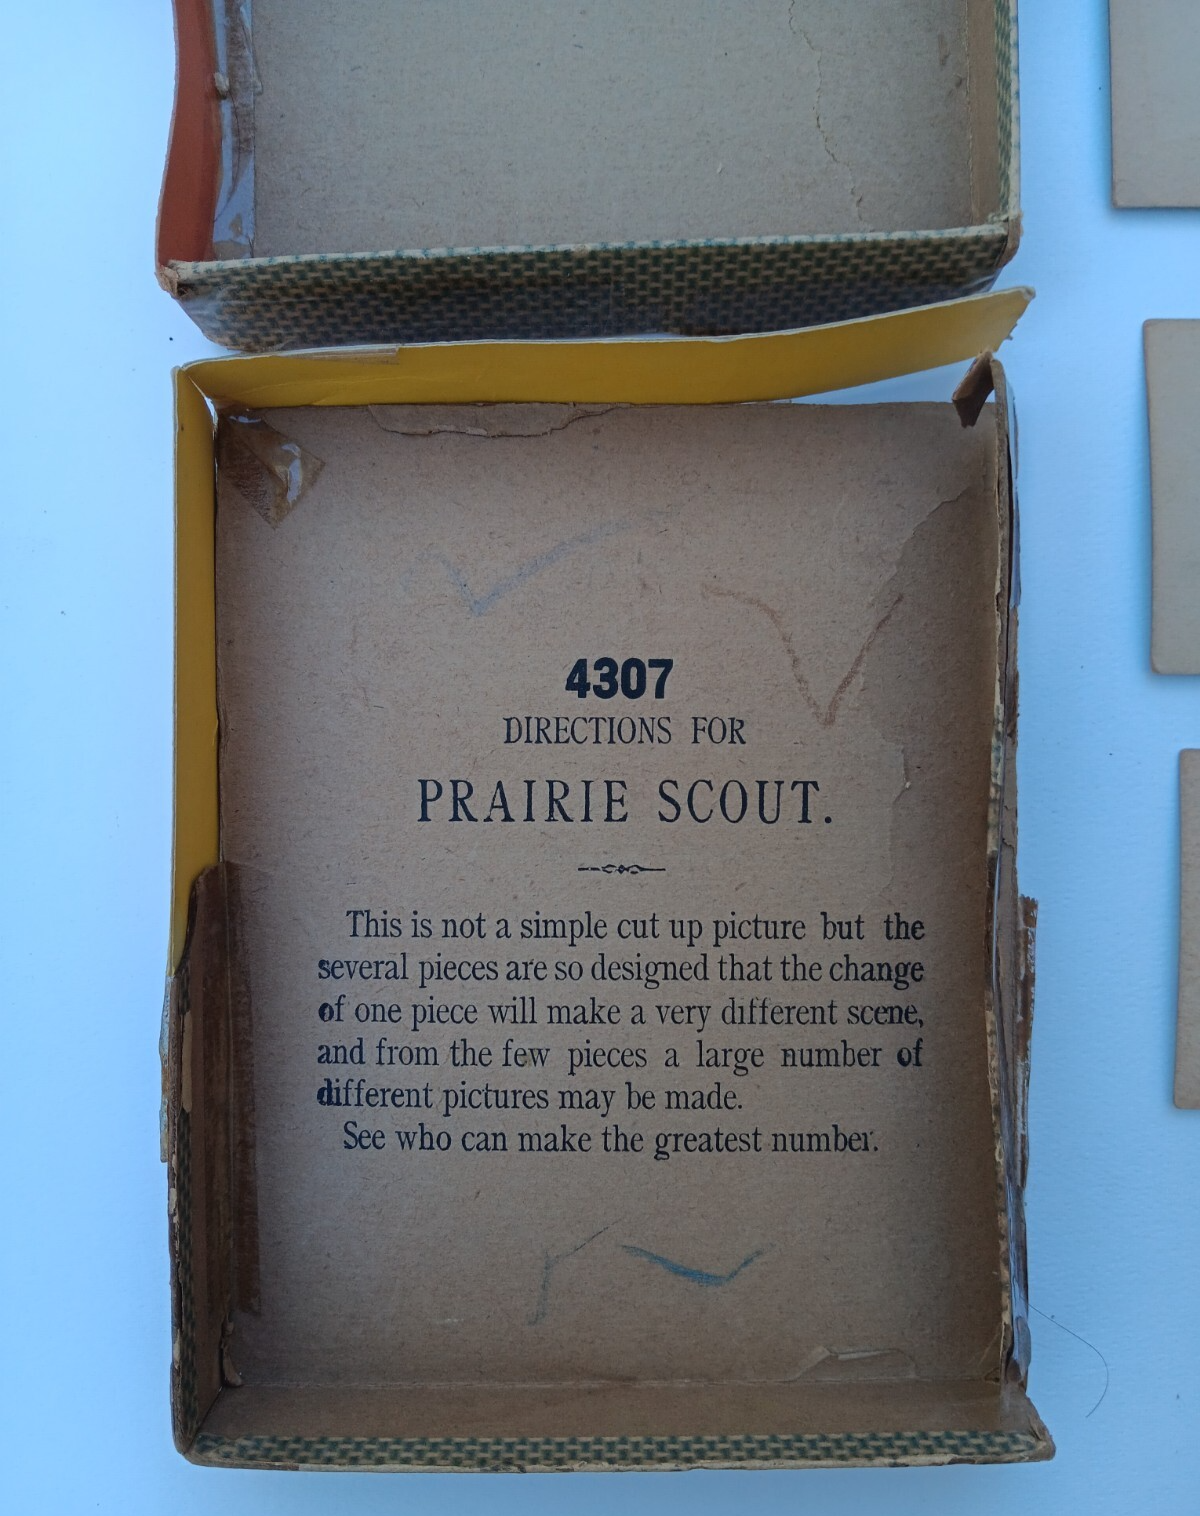 4307
DIRECTIONS FOR
PRAIRIE SCOUT.
This is not a simple cut up picture but the
several pieces are so designed that the change
of one piece will make a very different scene,
and from the few pieces a large number of
different pictures may be made.
See who can make the greatest number.